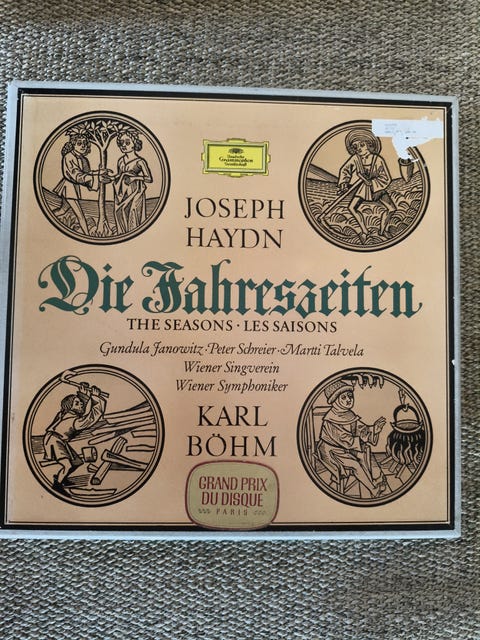 Deutsche
Grammophon
Gesellschaft
JOSEPH
HAYDN
Die Jahreszeiten
THE SEASONS · LES SAISONS
Gundula Janowitz · Peter Schreier · Martti Talvela
Wiener Singverein
Wiener Symphoniker
KARL
BÖHM
GRAND PRIX
DU DISQUE
PARIS